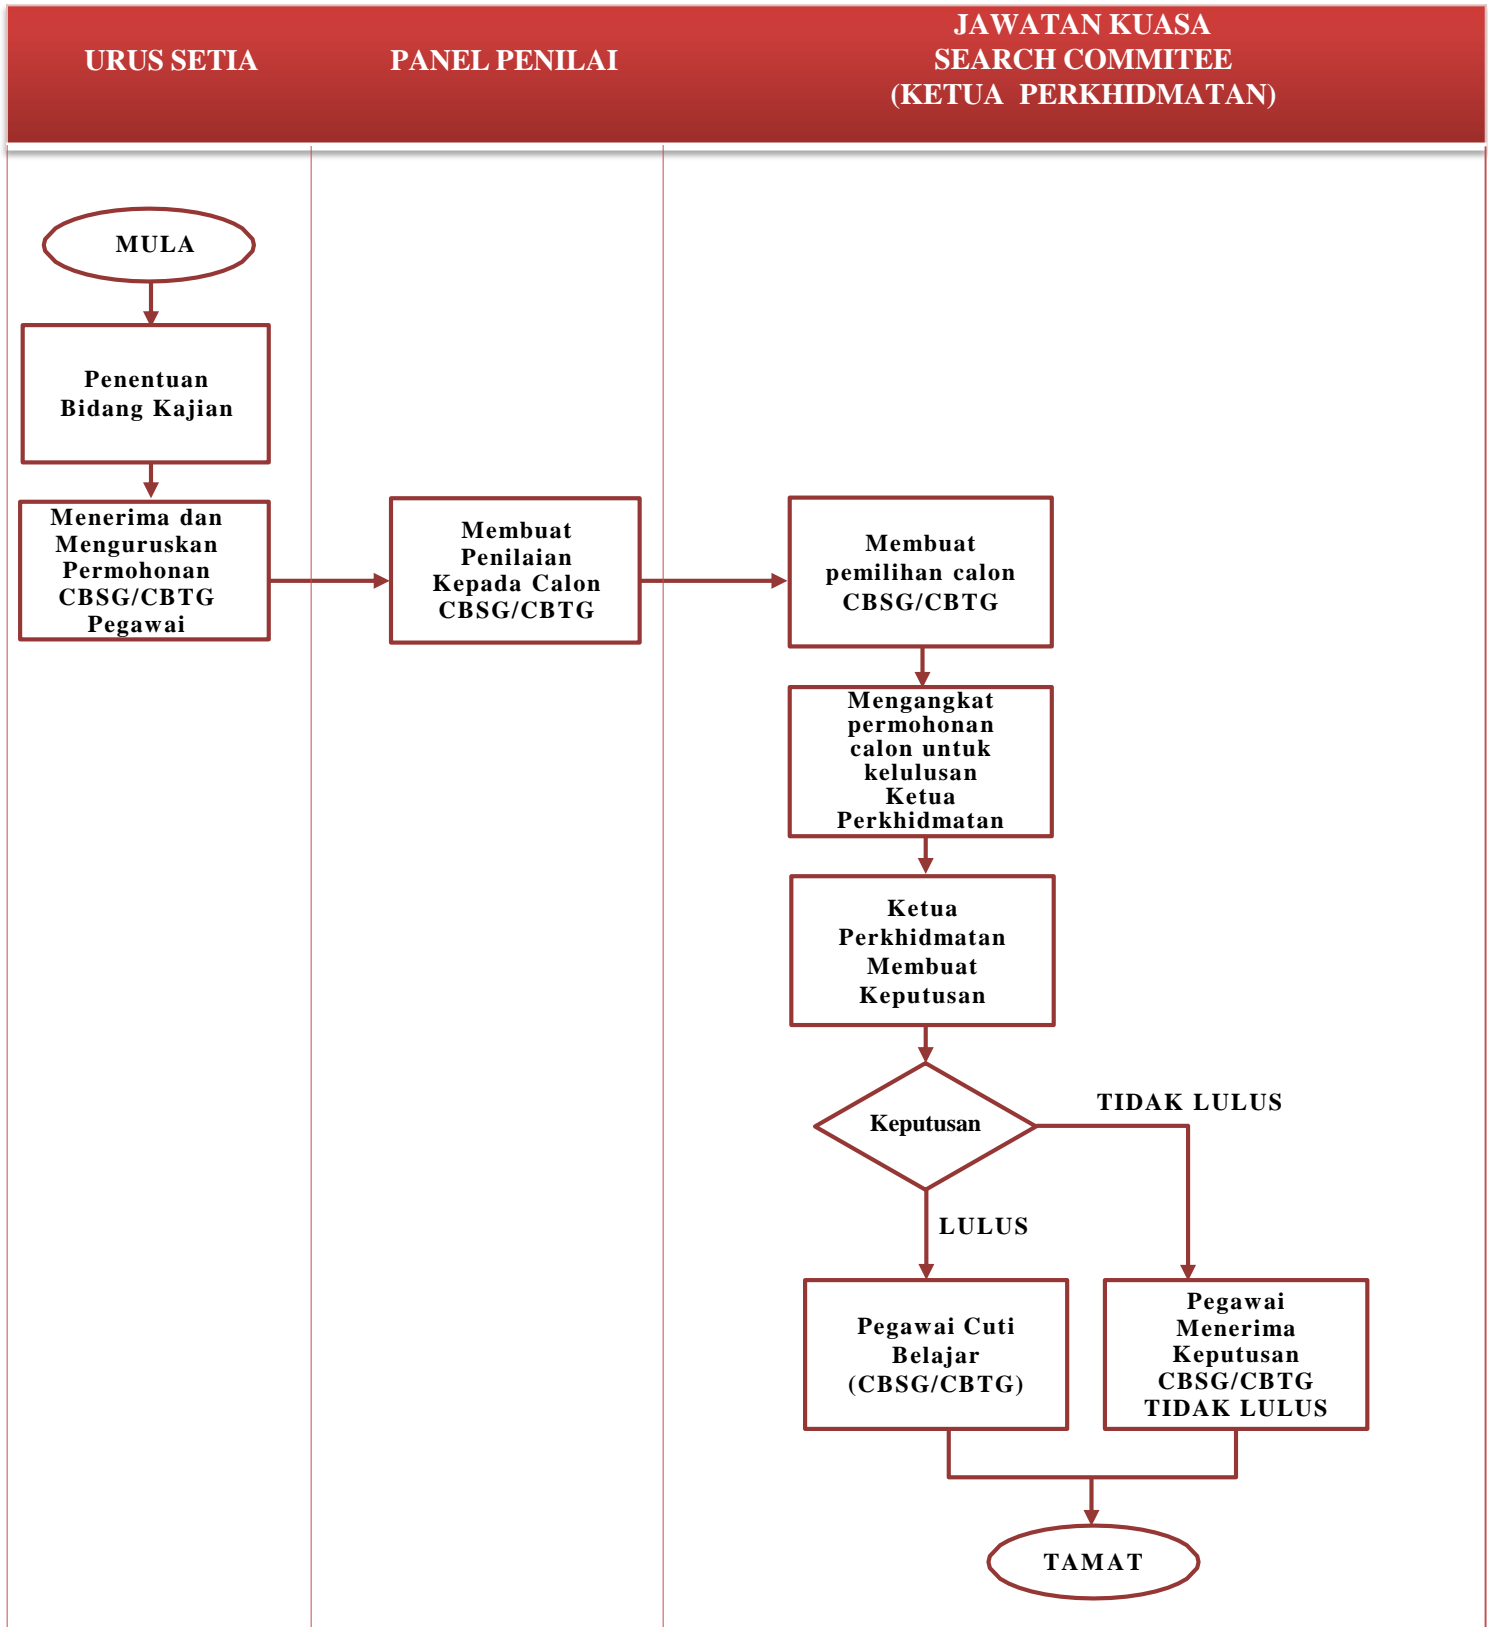 URUS SETIA
PANEL PENILAI
JAWATAN KUASA
SEARCH COMMITEE
(KETUA PERKHIDMATAN)
MULA
Penentuan
Bidang Kajian
Menerima dan
Menguruskan
Permohonan
CBSG/CBTG
Pegawai
Membuat
Penilaian
Kepada Calon
CBSG/CBTG
Membuat
pemilihan calon
CBSG/CBTG
Mengangkat
permohonan
calon untuk
kelulusan
Ketua
Perkhidmatan
Ketua
Perkhidmatan
Membuat
Keputusan
Keputusan
TIDAK LULUS
LULUS
Pegawai Cuti
Belajar
(CBSG/CBTG)
Pegawai
Menerima
Keputusan
CBSG/CBTG
TIDAK LULUS
TAMAT